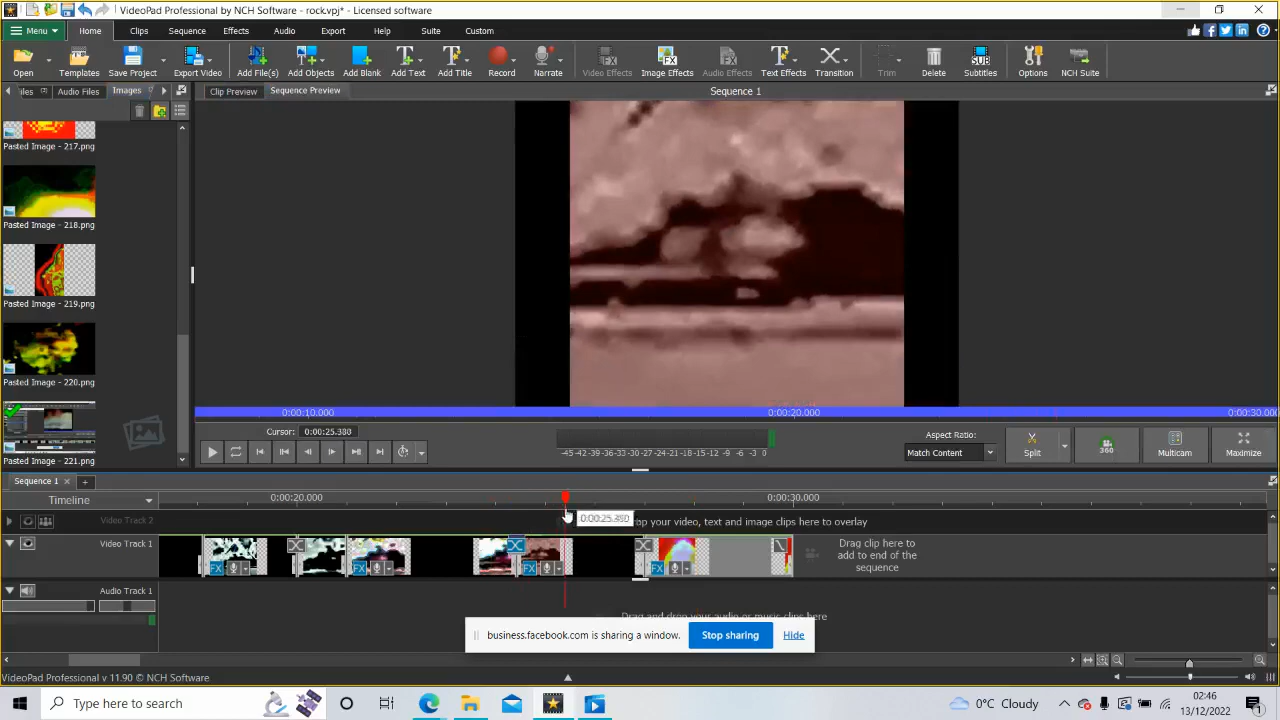 VideoPad Professional by NCH Software - rock.vpj* - Licensed software
Menu Home Clips Sequence Effects Audio Export Help Suite Custom
Open Templates Save Project Export Video Add File(s) Add Objects Add Blank Add Text Add Title Record Narrate Video Effects Image Effects Audio Effects Text Effects Transition Trim Delete Subtitles Options NCH Suite
Audio Files Images Clip Preview Sequence Preview Sequence 1
Pasted Image - 217.png
Pasted Image - 218.png
Pasted Image - 219.png
Pasted Image - 220.png
Pasted Image - 221.png
0:00:10.000 0:00:20.000 0:00:30.000
Cursor: 0:00:25.380
-45-42-39-36-33-30-27-24-21-18-15-12 -9 -6 -3 0
Aspect Ratio:
Match Content
Split 360 Multicam Maximize
Sequence 1
Timeline 0:00:20.000 0:00:30.000
Video Track 2 your video, text and image clips here to overlay
Video Track 1
Drag clip here to
add to end of the
sequence
FX FX FX FX FX
Audio Track 1
Drag and drop your audio or music clips here
business.facebook.com is sharing a window. Stop sharing Hide
VideoPad Professional v 11.90 © NCH Software
Type here to search
0°C Cloudy
02:46
13/12/2022